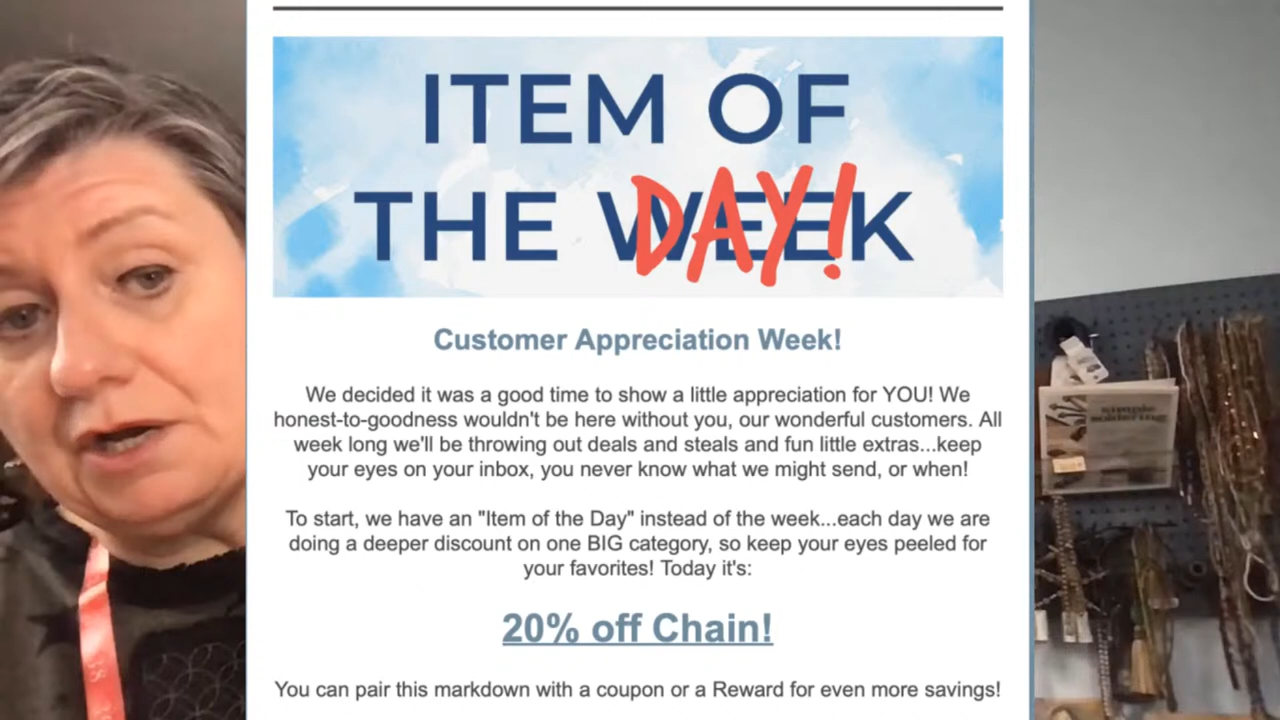 ITEM OF
THE WEEK
DAY!
Customer Appreciation Week!
We decided it was a good time to show a little appreciation for YOU! We
honest-to-goodness wouldn't be here without you, our wonderful customers. All
week long we'll be throwing out deals and steals and fun little extras...keep
your eyes on your inbox, you never know what we might send, or when!
To start, we have an "Item of the Day" instead of the week...each day we are
doing a deeper discount on one BIG category, so keep your eyes peeled for
your favorites! Today it's:
20% off Chain!
You can pair this markdown with a coupon or a Reward for even more savings!
simple
soldering